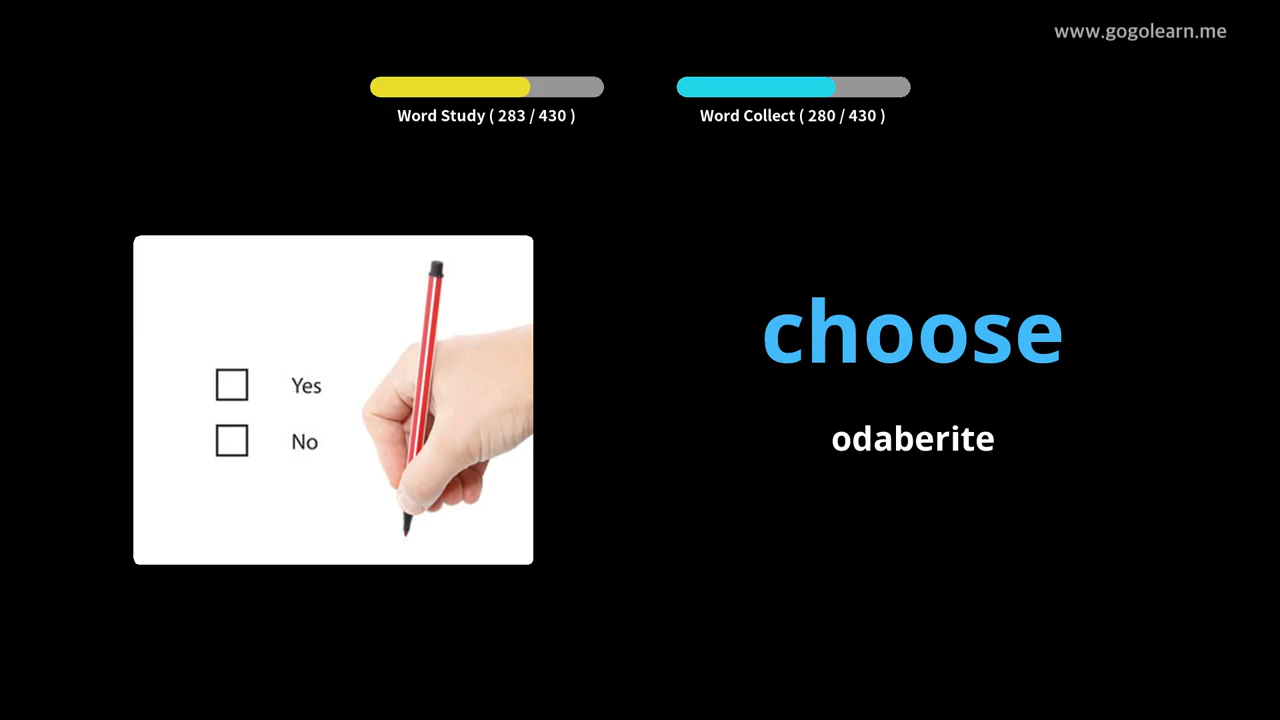 www.gogolearn.me
Word Study ( 283 / 430 )
Word Collect ( 280 / 430 )
choose
odaberite
Yes
No